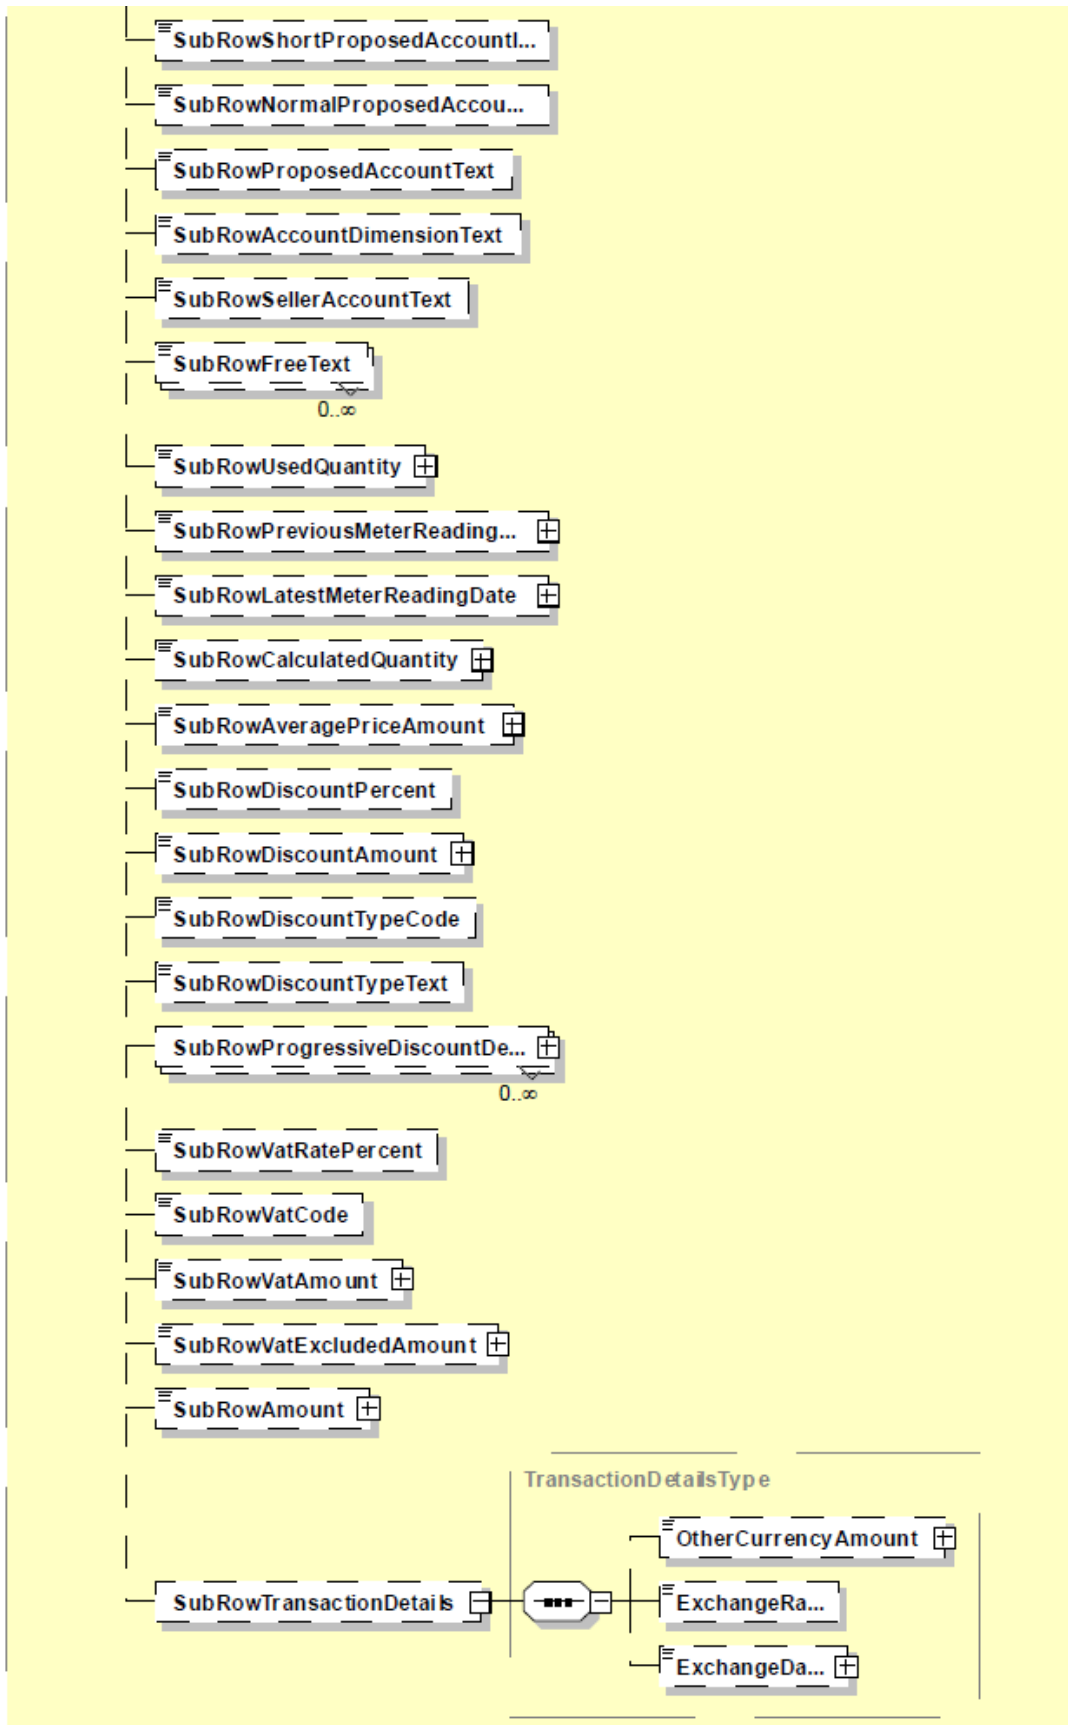 SubRowShortProposedAccountI...
SubRowNormalProposedAccou...
SubRowProposedAccountText
SubRowAccountDimensionText
SubRowSellerAccountText
SubRowFreeText
0..∞
SubRowUsedQuantity
SubRowPreviousMeterReading...
SubRowLatestMeterReadingDate
SubRowCalculatedQuantity
SubRowAveragePriceAmount
SubRowDiscountPercent
SubRowDiscountAmount
SubRowDiscountTypeCode
SubRowDiscountTypeText
SubRowProgressiveDiscountDe...
0..∞
SubRowVatRatePercent
SubRowVatCode
SubRowVatAmount
SubRowVatExcludedAmount
SubRowAmount
TransactionDetailsType
OtherCurrencyAmount
SubRowTransactionDetails
ExchangeRa...
ExchangeDa...